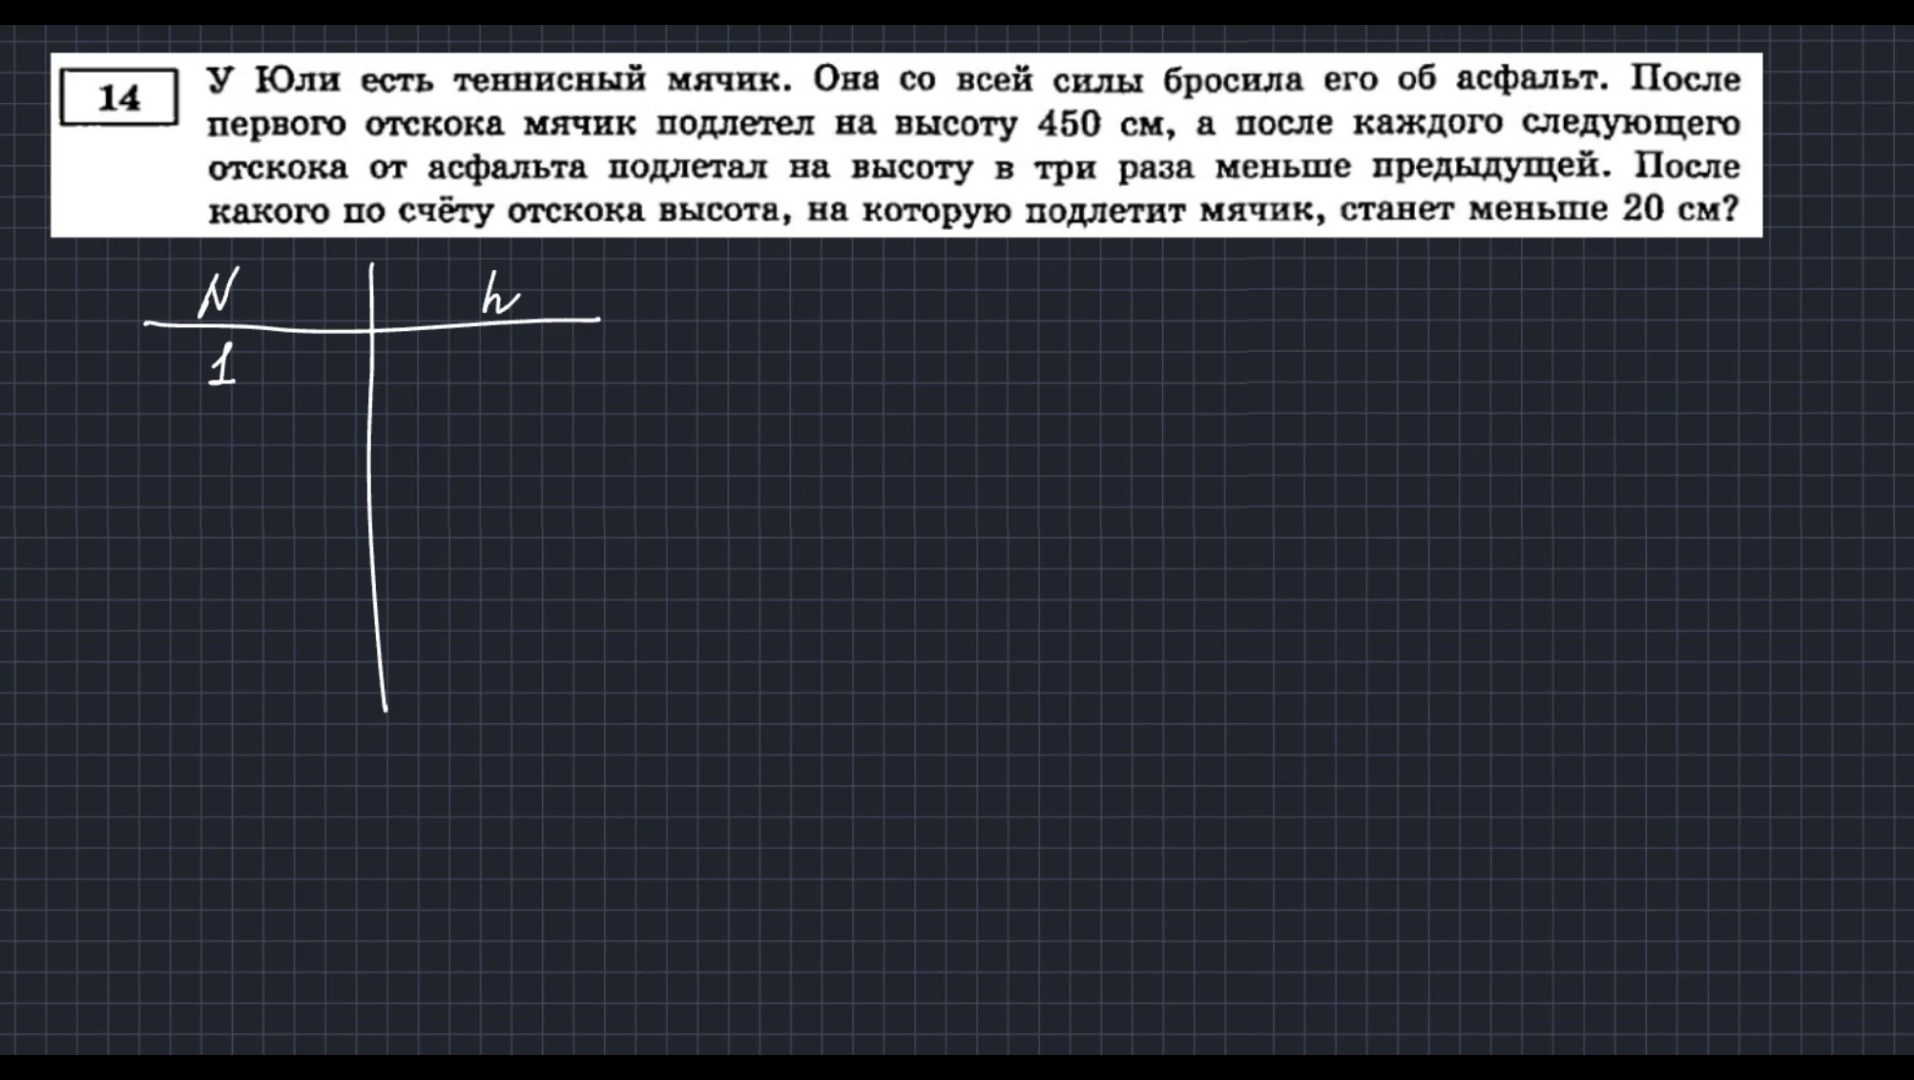 14
У Юли есть теннисный мячик. Она со всей силы бросила его об асфальт. После
первого отскока мячик подлетел на высоту 450 см, а после каждого следующего
отскока от асфальта подлетал на высоту в три раза меньше предыдущей. После
какого по счёту отскока высота, на которую подлетит мячик, станет меньше 20 см?
N h
1